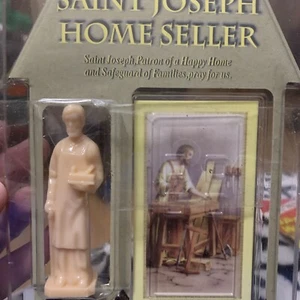 SAINT JOSEPH
HOME SELLER
Saint Joseph, Patron of a Happy Home
and Safeguard of Families, pray for us.